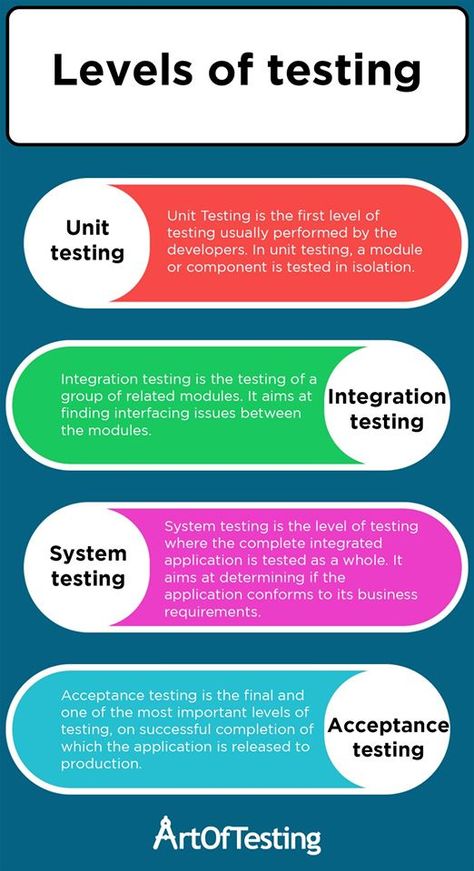 Levels of testing
Unit
testing
Unit Testing is the first level of
testing usually performed by the
developers. In unit testing, a module
or component is tested in isolation.
Integration testing is the testing of a
group of related modules. It aims at
finding interfacing issues between
the modules.
Integration
testing
System
testing
System testing is the level of testing
where the complete integrated
application is tested as a whole. It
aims at determining if the
application conforms to its business
requirements.
Acceptance testing is the final and
one of the most important levels of
testing, on successful completion of
which the application is released to
production.
Acceptance
testing
ArtOfTesting